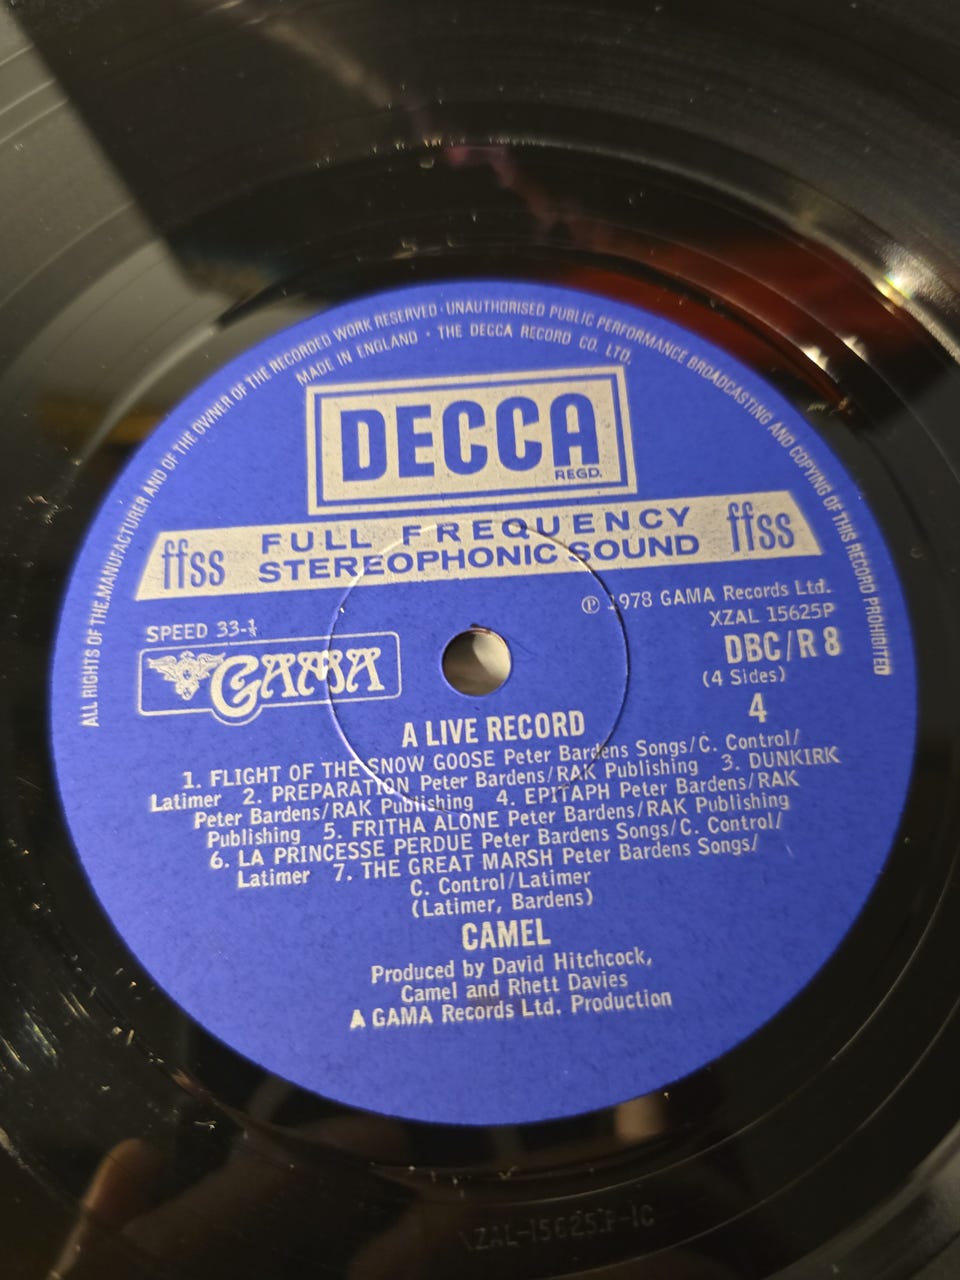 ALL RIGHTS OF THE MANUFACTURER AND OF THE OWNER OF THE RECORDED WORK RESERVED · UNAUTHORISED PUBLIC PERFORMANCE BROADCASTING AND COPYING OF THIS RECORD PROHIBITED
MADE IN ENGLAND · THE DECCA RECORD CO. LTD.
DECCA
REGD.
ffss FULL FREQUENCY ffss
STEREOPHONIC SOUND
℗ 1978 GAMA Records Ltd.
XZAL 15625P
SPEED 33-⅓
DBC/R 8
GAMA
(4 Sides)
4
A LIVE RECORD
1. FLIGHT OF THE SNOW GOOSE Peter Bardens Songs/C. Control/
Latimer 2. PREPARATION Peter Bardens/RAK Publishing 3. DUNKIRK
Peter Bardens/RAK Publishing 4. EPITAPH Peter Bardens/RAK
Publishing 5. FRITHA ALONE Peter Bardens/RAK Publishing
6. LA PRINCESSE PERDUE Peter Bardens Songs/C. Control/
Latimer 7. THE GREAT MARSH Peter Bardens Songs/
C. Control/Latimer
(Latimer, Bardens)
CAMEL
Produced by David Hitchcock,
Camel and Rhett Davies
A GAMA Records Ltd. Production
ZAL-15625.P-1C